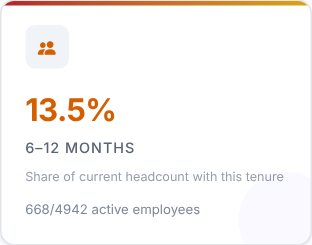 13.5%
6–12 MONTHS
Share of current headcount with this tenure
668/4942 active employees